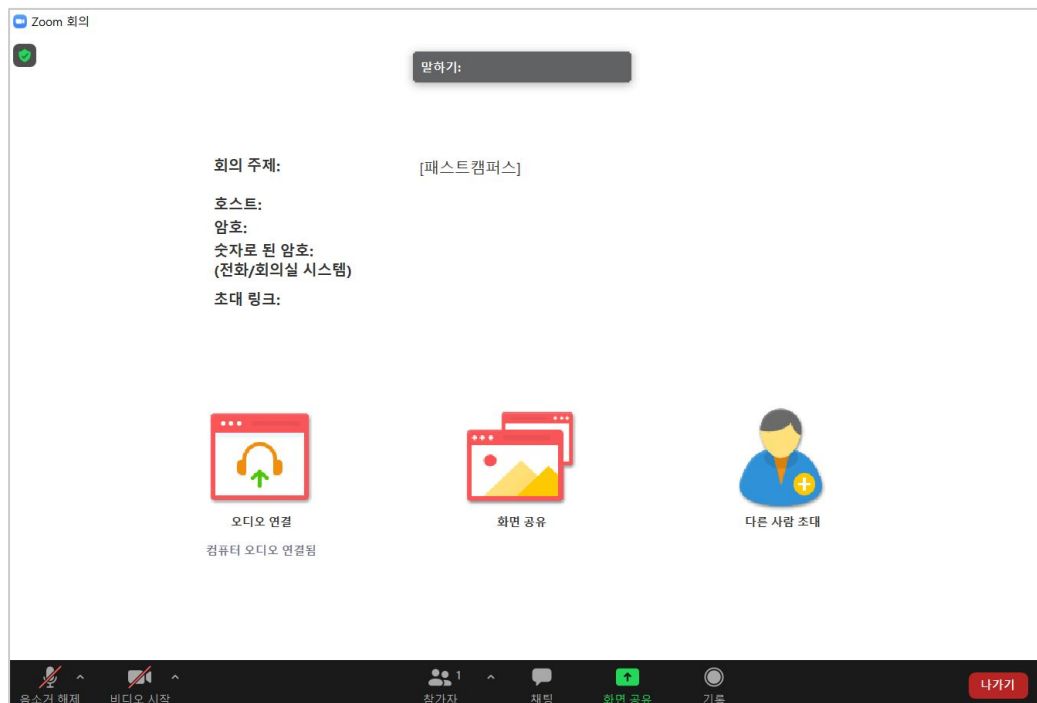 Zoom 회의
말하기:
회의 주제: [패스트캠퍼스]
호스트:
암호:
숫자로 된 암호:
(전화/회의실 시스템)
초대 링크:
오디오 연결
화면 공유
다른 사람 초대
컴퓨터 오디오 연결됨
1
음소거 해제
비디오 시작
참가자
채팅
화면 공유
기록
나가기